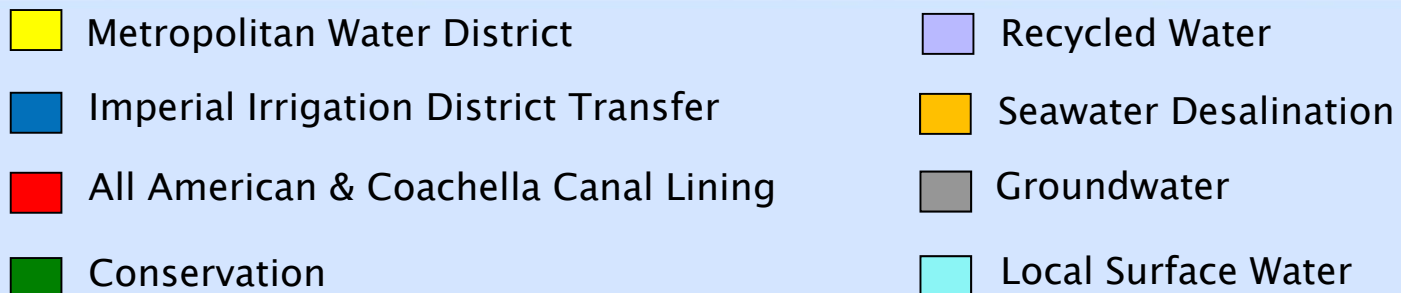 Metropolitan Water District
Imperial Irrigation District Transfer
All American & Coachella Canal Lining
Conservation
Recycled Water
Seawater Desalination
Groundwater
Local Surface Water